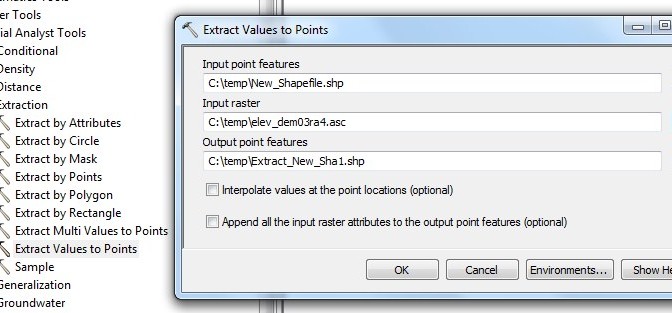 er Tools
ial Analyst Tools
Conditional
Density
Distance
Extraction
Extract by Attributes
Extract by Circle
Extract by Mask
Extract by Points
Extract by Polygon
Extract by Rectangle
Extract Multi Values to Points
Extract Values to Points
Sample
Generalization
Groundwater
Extract Values to Points
Input point features
C:\temp\New_Shapefile.shp
Input raster
C:\temp\elev_dem03ra4.asc
Output point features
C:\temp\Extract_New_Sha1.shp
Interpolate values at the point locations (optional)
Append all the input raster attributes to the output point features (optional)
OK
Cancel
Environments...
Show He